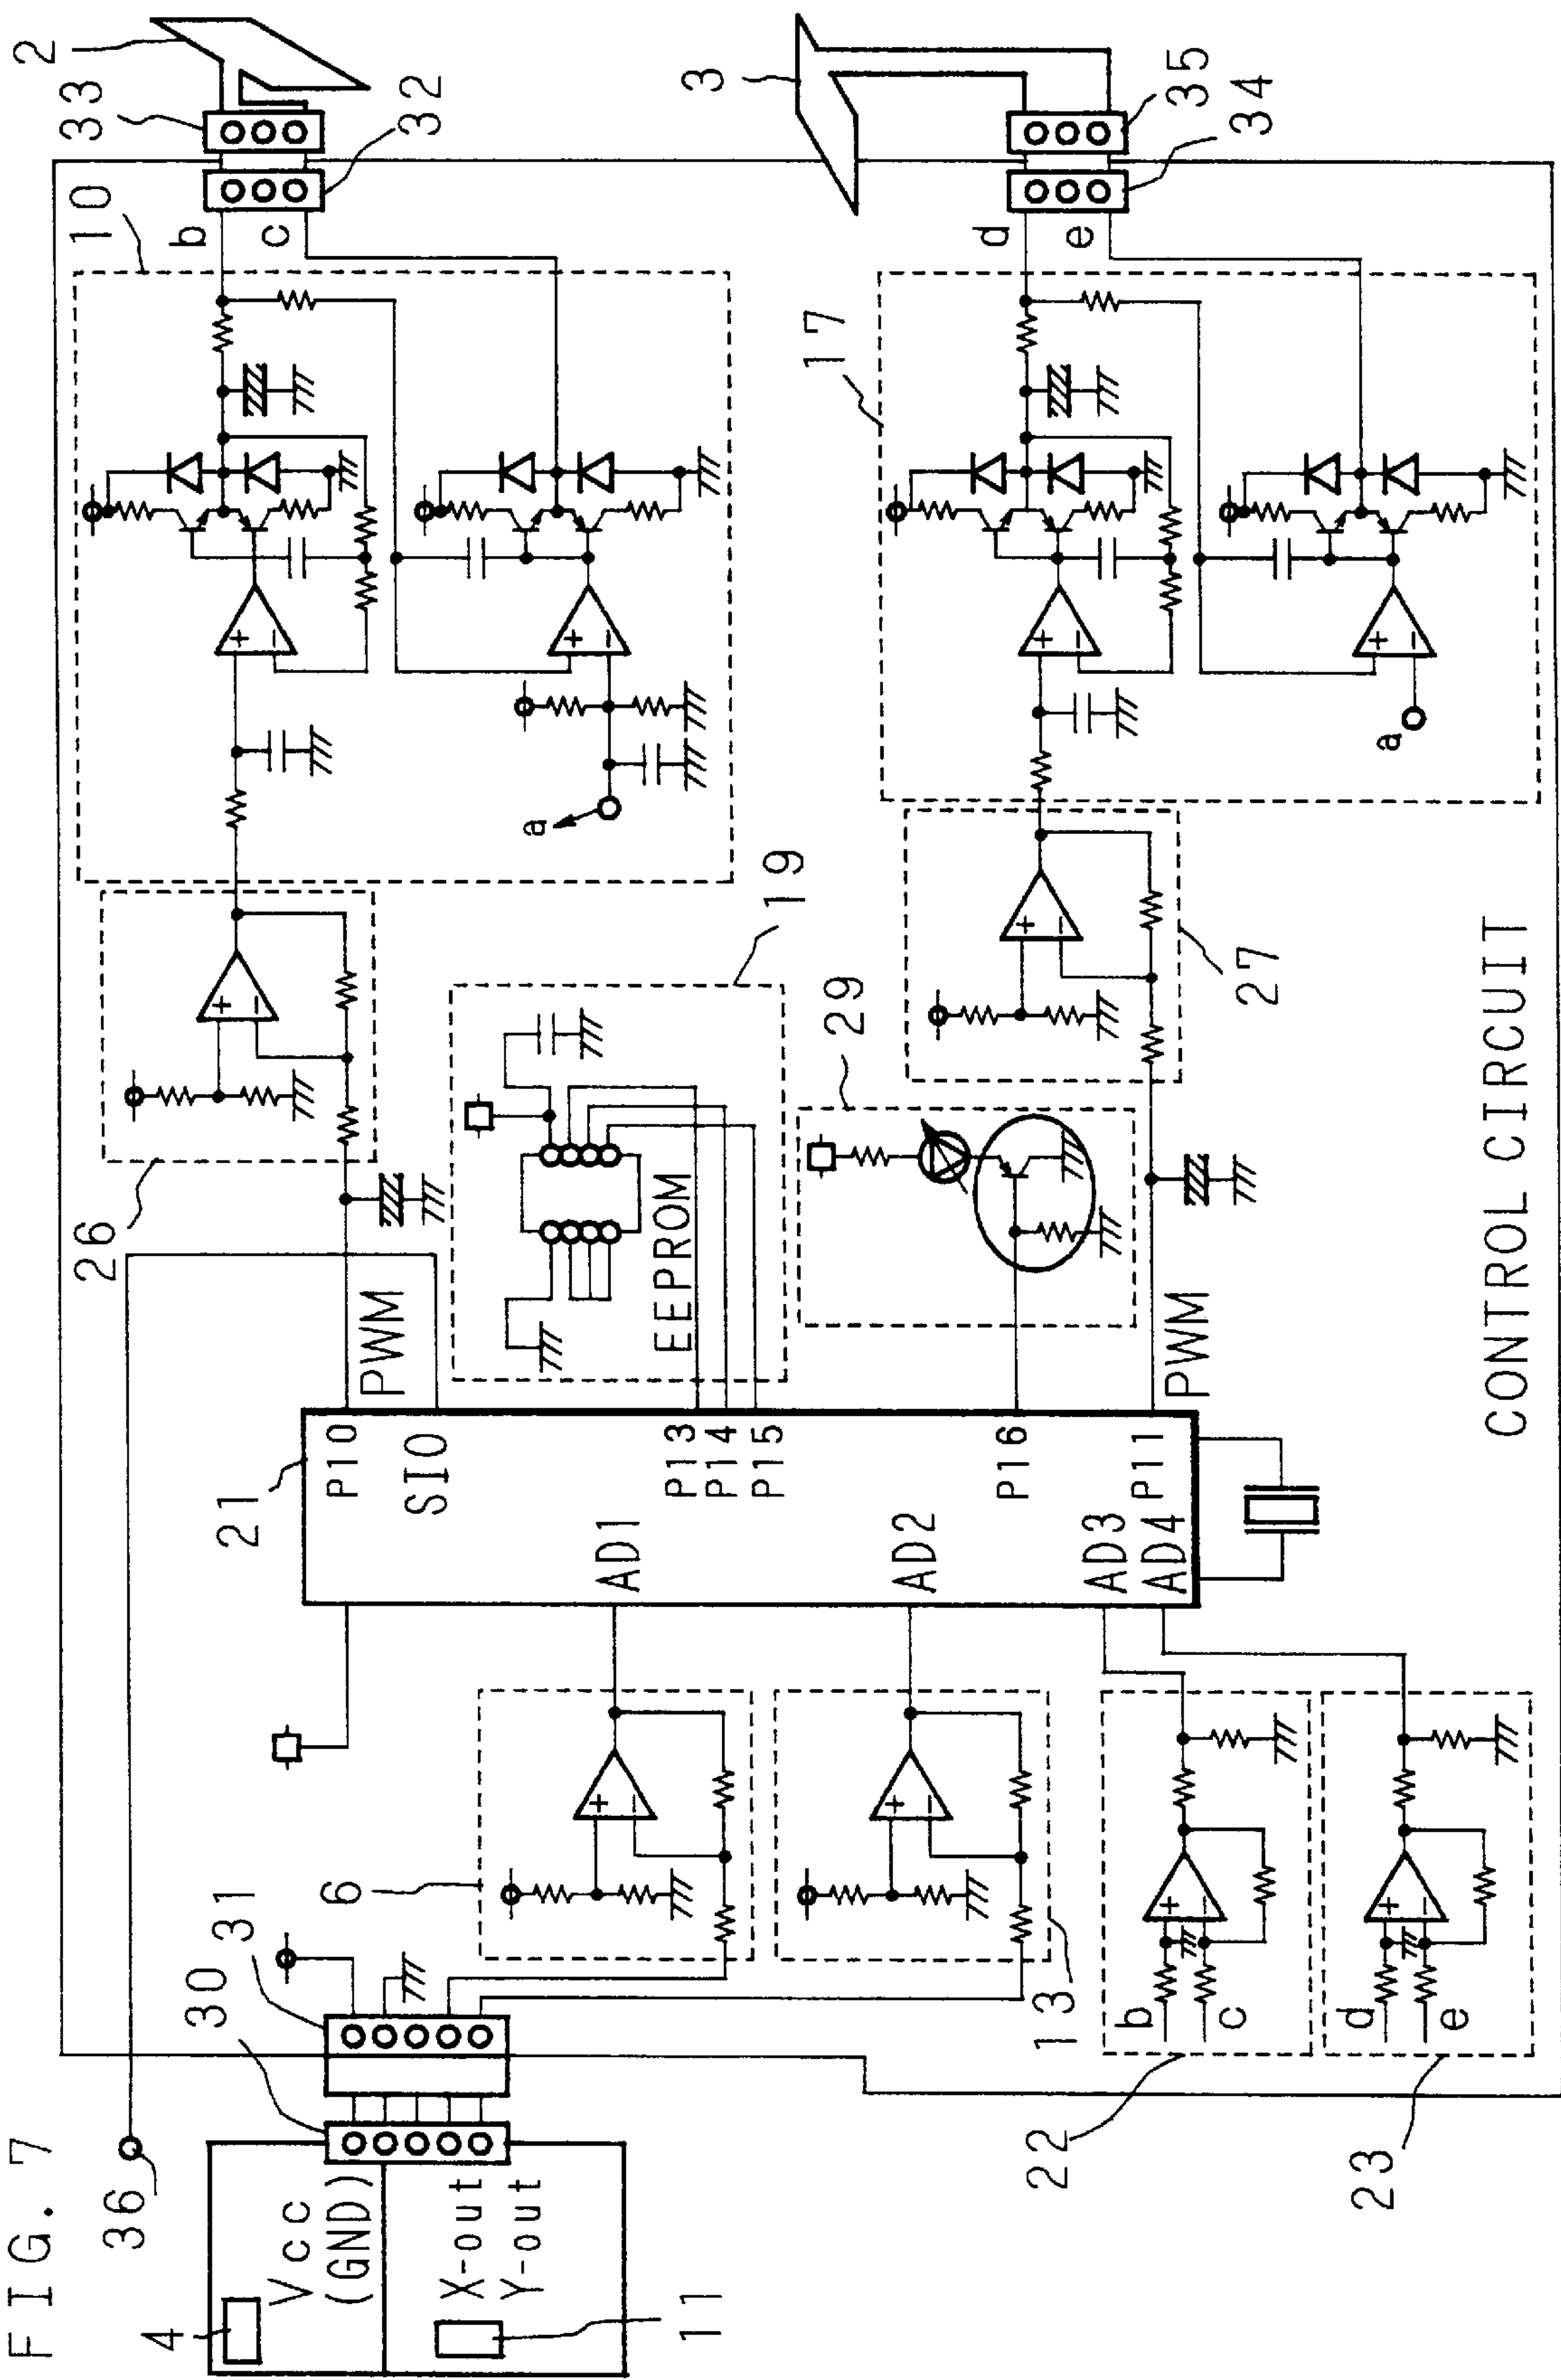 FIG. 7
36
4
Vcc
(GND)
X-out
Y-out
11
30
31
6
13
22
b
c
23
d
e
21
P10
SIO
P13
P14
P15
P16
P11
AD1
AD2
AD3
AD4
PWM
PWM
26
EEPROM
19
29
27
10
a
b
c
17
a
d
e
33
32
2
3
35
34
+
−
+
−
+
−
+
−
+
−
+
−
+
−
+
−
+
−
+
−
CONTROL CIRCUIT